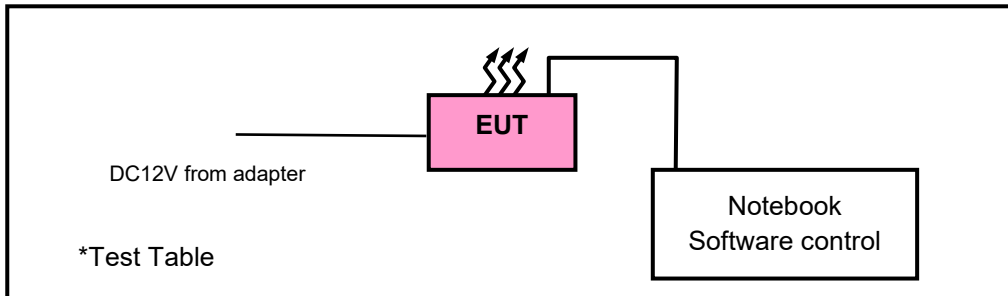 EUT
DC12V from adapter
Notebook
Software control
*Test Table